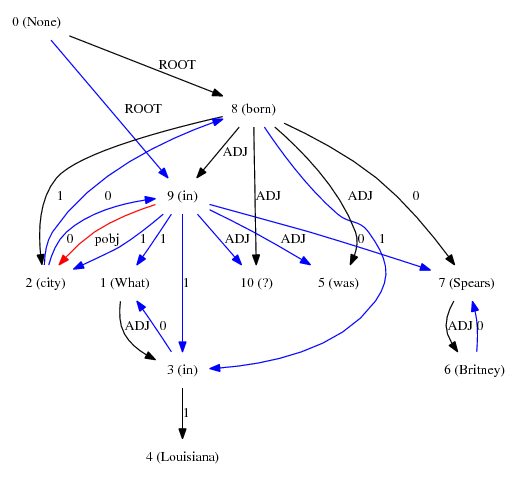 0 (None)
ROOT
ROOT
8 (born)
ADJ
1 0 9 (in) ADJ ADJ 0
0 pobj 1 1 ADJ ADJ 0 1
2 (city) 1 (What) 10 (?) 5 (was) 7 (Spears)
1
ADJ 0 ADJ 0
3 (in) 6 (Britney)
1
4 (Louisiana)